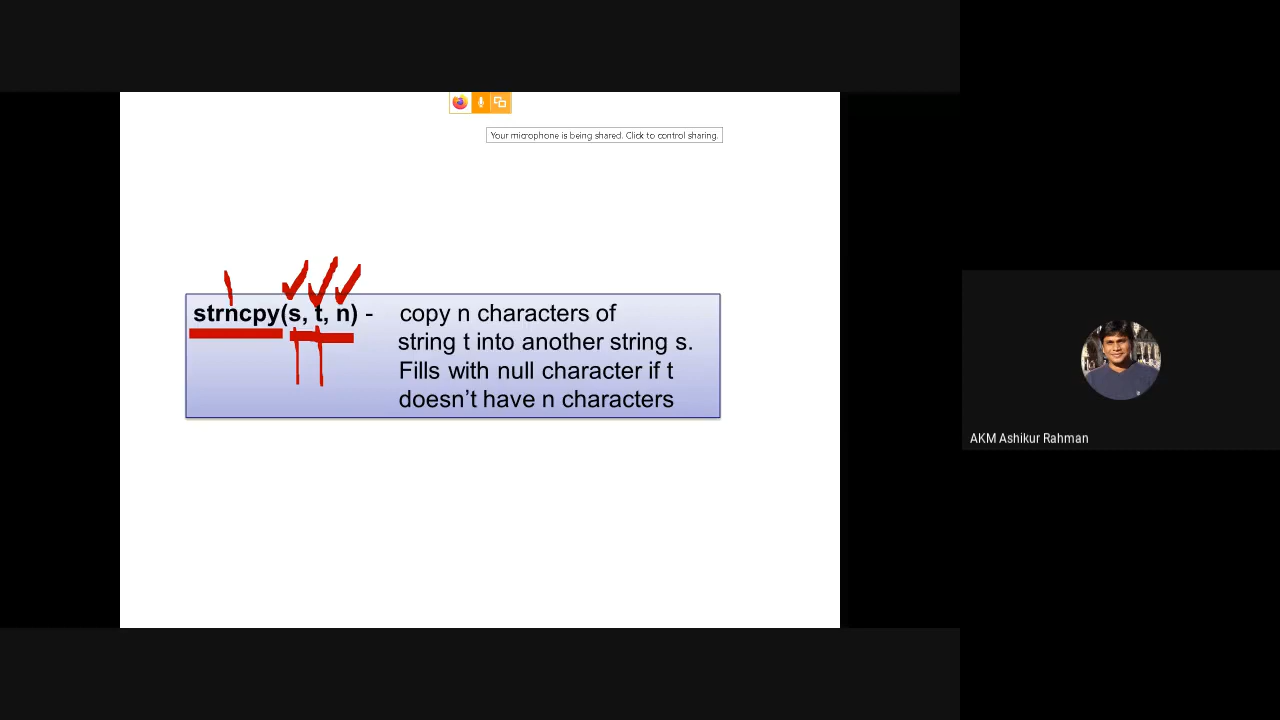 Your microphone is being shared. Click to control sharing.
strncpy(s, t, n) - copy n characters of
string t into another string s.
Fills with null character if t
doesn't have n characters
AKM Ashikur Rahman